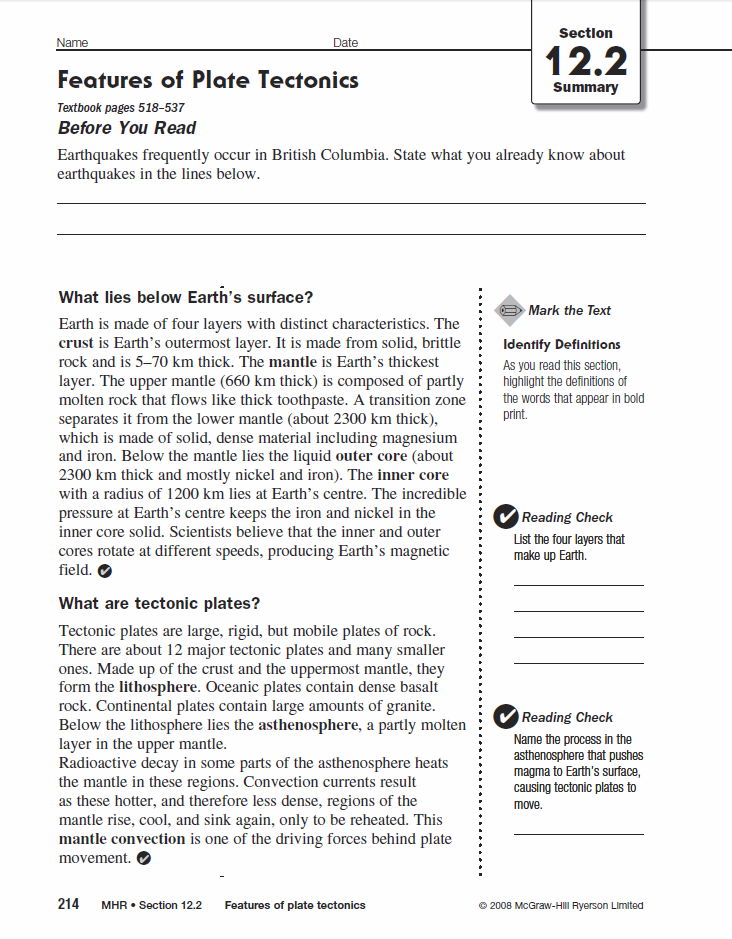 Name
Date
Section
12.2
Summary
Features of Plate Tectonics
Textbook pages 518–537
Before You Read
Earthquakes frequently occur in British Columbia. State what you already know about
earthquakes in the lines below.
What lies below Earth's surface?
Earth is made of four layers with distinct characteristics. The
crust is Earth's outermost layer. It is made from solid, brittle
rock and is 5–70 km thick. The mantle is Earth's thickest
layer. The upper mantle (660 km thick) is composed of partly
molten rock that flows like thick toothpaste. A transition zone
separates it from the lower mantle (about 2300 km thick),
which is made of solid, dense material including magnesium
and iron. Below the mantle lies the liquid outer core (about
2300 km thick and mostly nickel and iron). The inner core
with a radius of 1200 km lies at Earth's centre. The incredible
pressure at Earth's centre keeps the iron and nickel in the
inner core solid. Scientists believe that the inner and outer
cores rotate at different speeds, producing Earth's magnetic
field.
What are tectonic plates?
Tectonic plates are large, rigid, but mobile plates of rock.
There are about 12 major tectonic plates and many smaller
ones. Made up of the crust and the uppermost mantle, they
form the lithosphere. Oceanic plates contain dense basalt
rock. Continental plates contain large amounts of granite.
Below the lithosphere lies the asthenosphere, a partly molten
layer in the upper mantle.
Radioactive decay in some parts of the asthenosphere heats
the mantle in these regions. Convection currents result
as these hotter, and therefore less dense, regions of the
mantle rise, cool, and sink again, only to be reheated. This
mantle convection is one of the driving forces behind plate
movement.
Mark the Text
Identify Definitions
As you read this section,
highlight the definitions of
the words that appear in bold
print.
Reading Check
List the four layers that
make up Earth.
Reading Check
Name the process in the
asthenosphere that pushes
magma to Earth's surface,
causing tectonic plates to
move.
214 MHR • Section 12.2 Features of plate tectonics
© 2008 McGraw-Hill Ryerson Limited